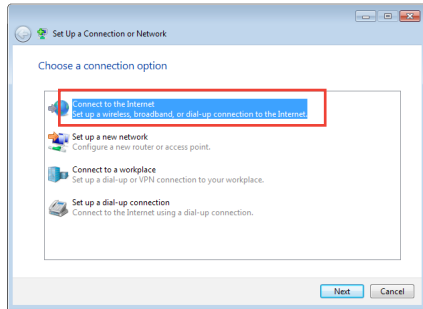 Set Up a Connection or Network
Choose a connection option
Connect to the Internet
Set up a wireless, broadband, or dial-up connection to the Internet.
Set up a new network
Configure a new router or access point.
Connect to a workplace
Set up a dial-up or VPN connection to your workplace.
Set up a dial-up connection
Connect to the Internet using a dial-up connection.
Next
Cancel